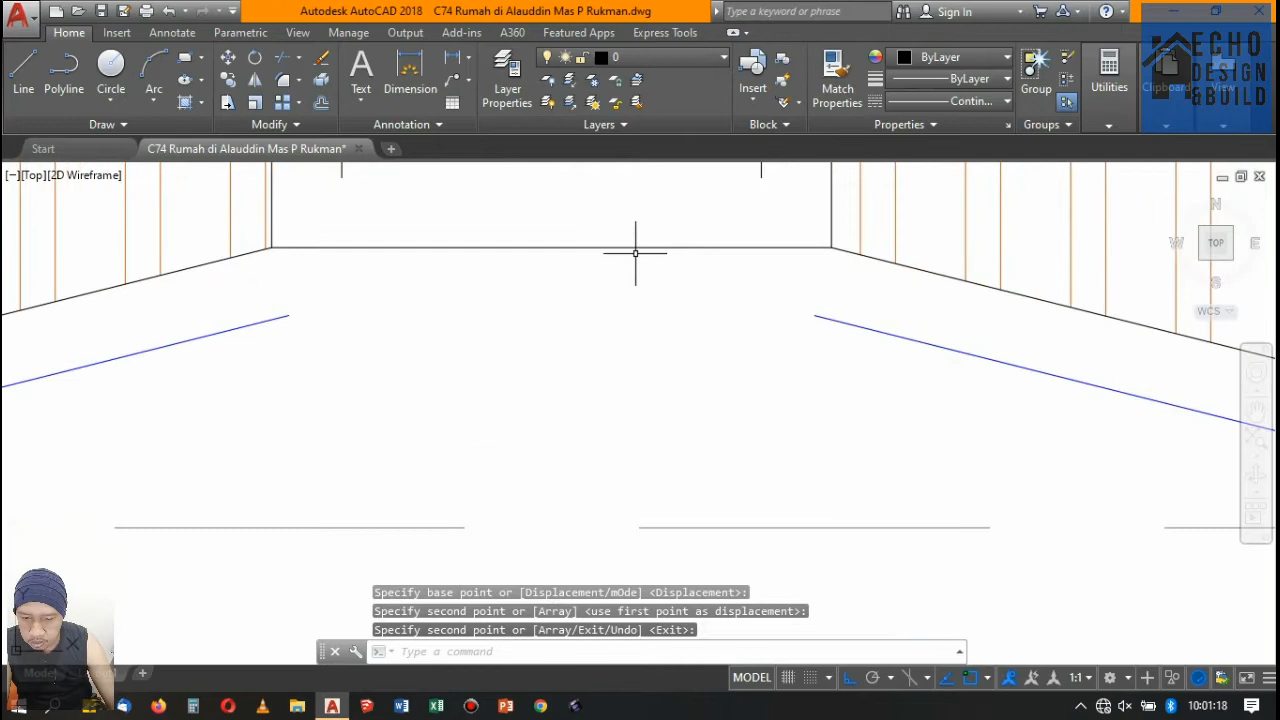 Autodesk AutoCAD 2018 C74 Rumah di Alauddin Mas P Rukman.dwg
Type a keyword or phrase
Sign In
Home Insert Annotate Parametric View Manage Output Add-ins A360 Featured Apps Express Tools
ECHO
DESIGN
&BUILD
0
ByLayer
ByLayer
Contin...
Line Polyline Circle Arc
Text Dimension
Layer
Properties
Insert
Match
Properties
Group
Utilities
Clipboard
View
Draw Modify Annotation Layers Block Properties Groups
Start
C74 Rumah di Alauddin Mas P Rukman*
[−][Top][2D Wireframe]
N
W TOP E
S
WCS
Specify base point or [Displacement/mOde] <Displacement>:
Specify second point or [Array] <use first point as displacement>:
Specify second point or [Array/Exit/Undo] <Exit>:
Type a command
Model
MODEL
1:1
10:01:18